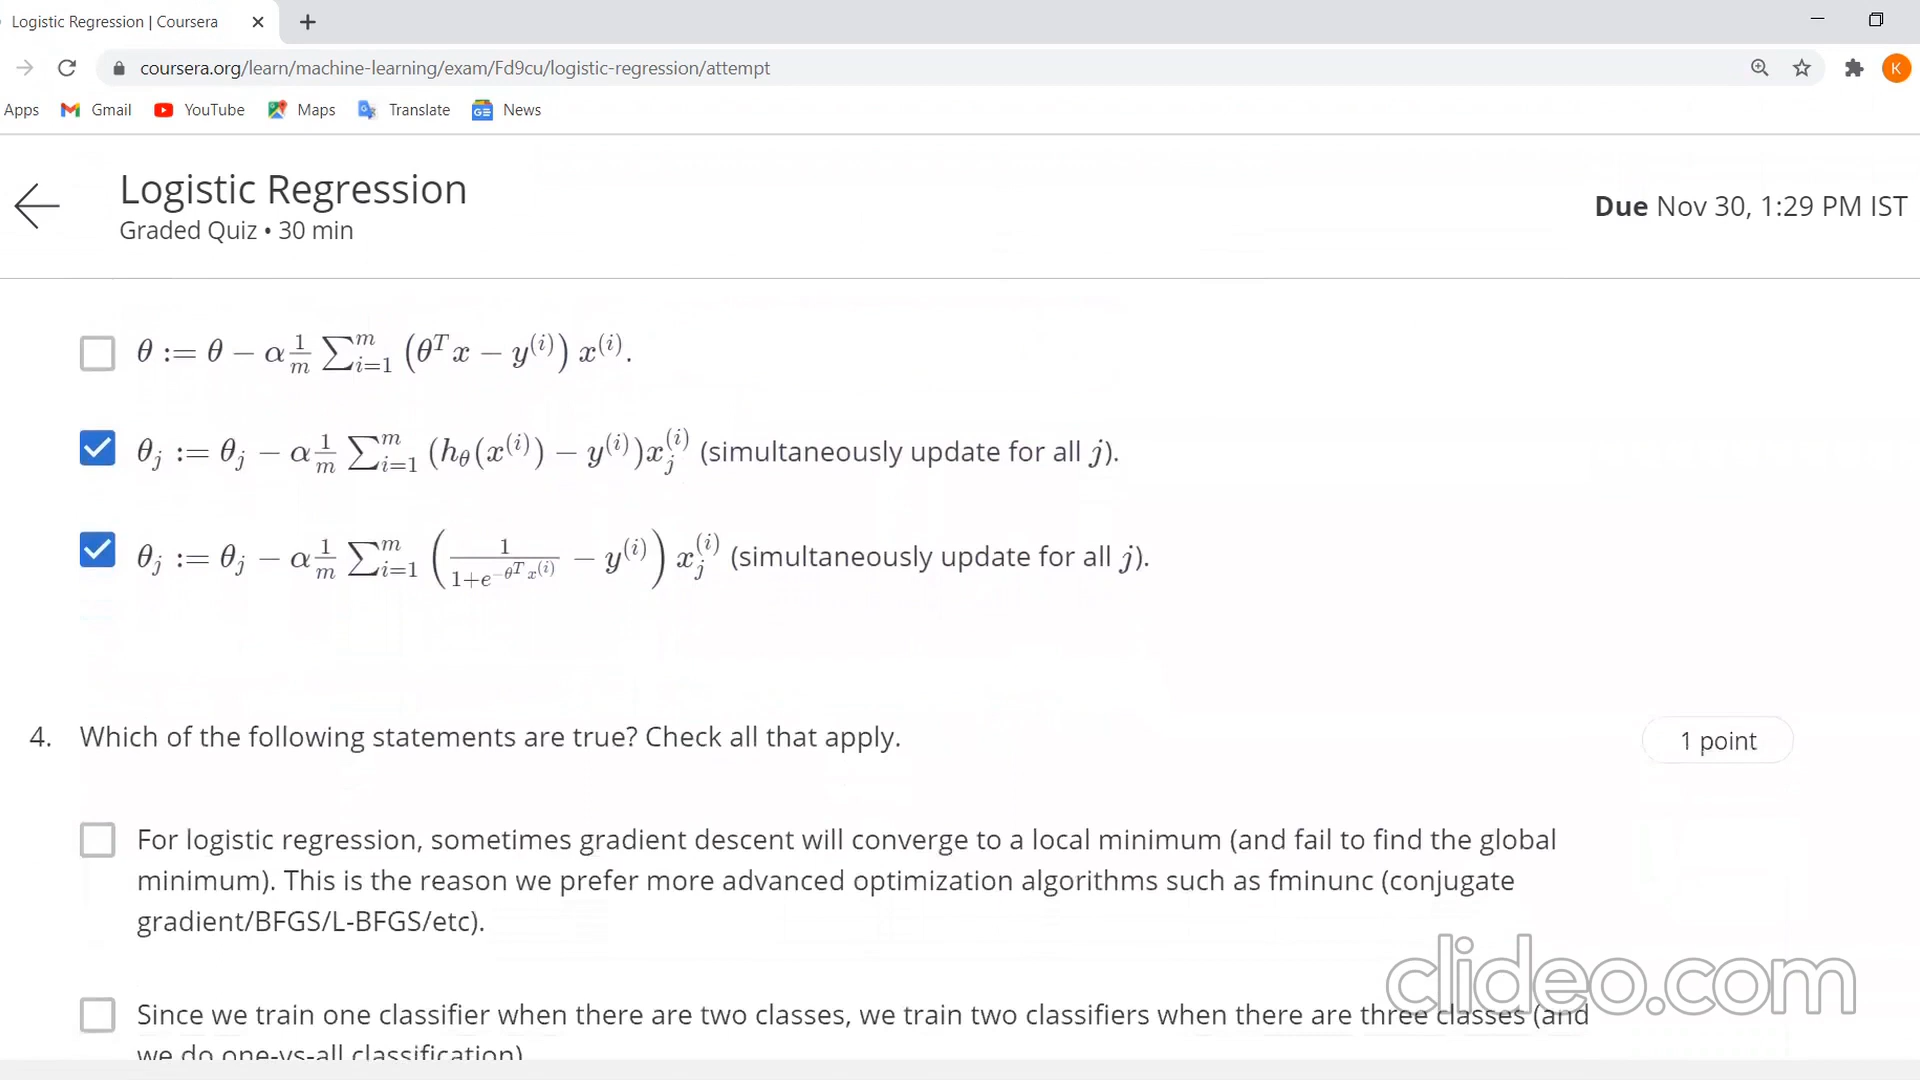 Logistic Regression | Coursera
coursera.org/learn/machine-learning/exam/Fd9cu/logistic-regression/attempt
K
Apps Gmail YouTube Maps Translate News
Logistic Regression
Graded Quiz • 30 min
Due Nov 30, 1:29 PM IST
θ := θ − α 1/m ∑_{i=1}^{m} (θ^T x − y^{(i)}) x^{(i)}.
θ_j := θ_j − α 1/m ∑_{i=1}^{m} (h_θ(x^{(i)}) − y^{(i)})x_j^{(i)} (simultaneously update for all j).
θ_j := θ_j − α 1/m ∑_{i=1}^{m} (1/(1+e^{−θ^T x^{(i)}}) − y^{(i)}) x_j^{(i)} (simultaneously update for all j).
4. Which of the following statements are true? Check all that apply.
1 point
For logistic regression, sometimes gradient descent will converge to a local minimum (and fail to find the global
minimum). This is the reason we prefer more advanced optimization algorithms such as fminunc (conjugate
gradient/BFGS/L-BFGS/etc).
Since we train one classifier when there are two classes, we train two classifiers when there are three classes (and
we do one-vs-all classification)
clideo.com